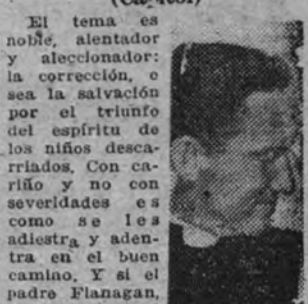 (Capitol)
El tema es
noble, alentador
y aleccionador:
la corrección, o
sea la salvación
por el triunfo
del espíritu de
los niños desca-
rriados. Con ca-
riño y no con
severidades es
como se les
adiestra y aden-
tra en el buen
camino. Y si el
padre Flanagan,